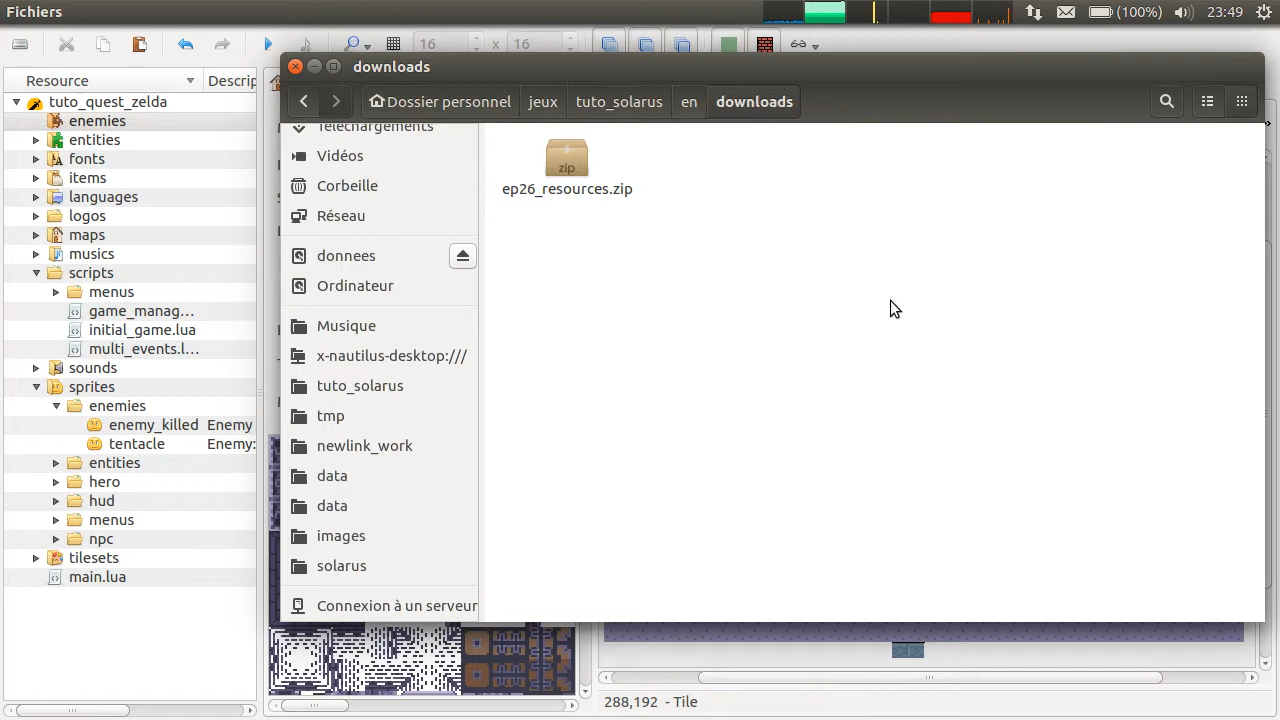 Fichiers
(100%)
23:49
16 x 16
downloads
Resource
Descrip
Dossier personnel
jeux
tuto_solarus
en
downloads
tuto_quest_zelda
enemies
entities
fonts
items
languages
logos
maps
musics
scripts
menus
game_manag...
initial_game.lua
multi_events.l...
sounds
sprites
enemies
enemy_killed Enemy
tentacle Enemy:
entities
hero
hud
menus
npc
tilesets
main.lua
Téléchargements
Vidéos
Corbeille
Réseau
donnees
Ordinateur
Musique
x-nautilus-desktop:///
tuto_solarus
tmp
newlink_work
data
data
images
solarus
Connexion à un serveur
zip
ep26_resources.zip
288,192 - Tile